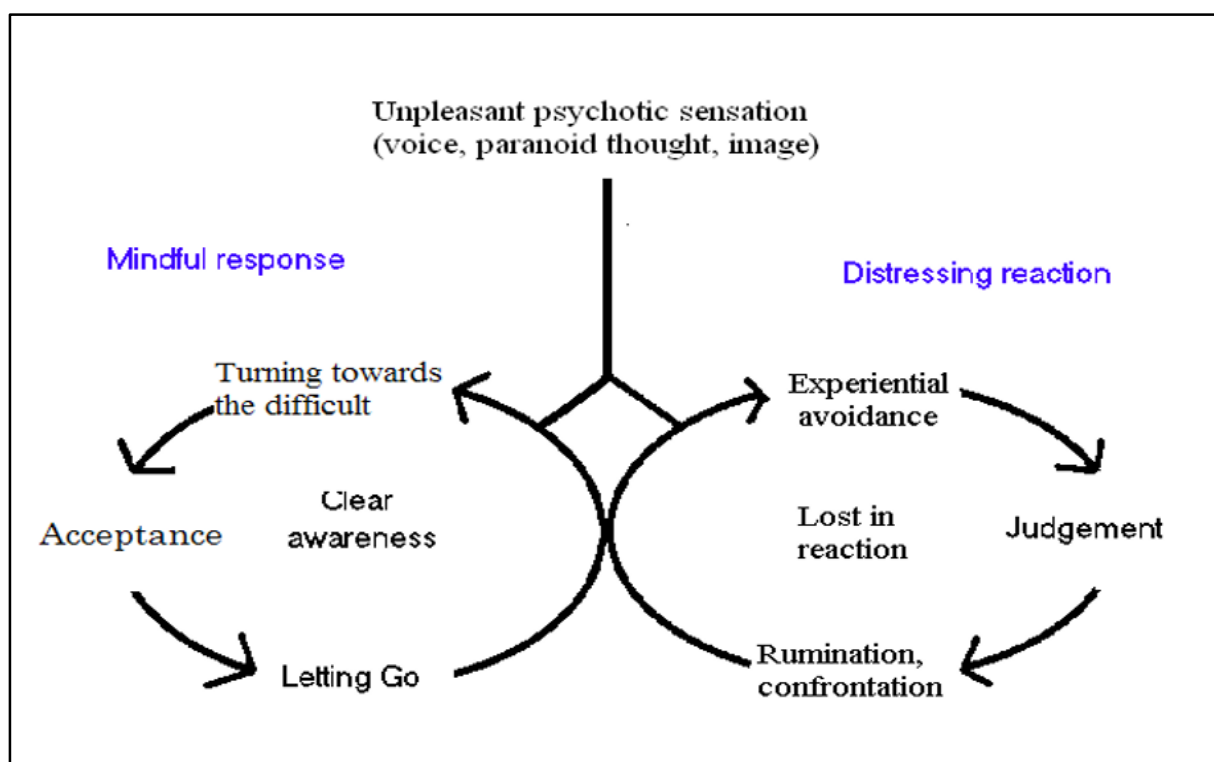 Unpleasant psychotic sensation
(voice, paranoid thought, image)
Mindful response
Distressing reaction
Turning towards
the difficult
Experiential
avoidance
Clear
awareness
Acceptance
Lost in
reaction
Judgement
Letting Go
Rumination,
confrontation